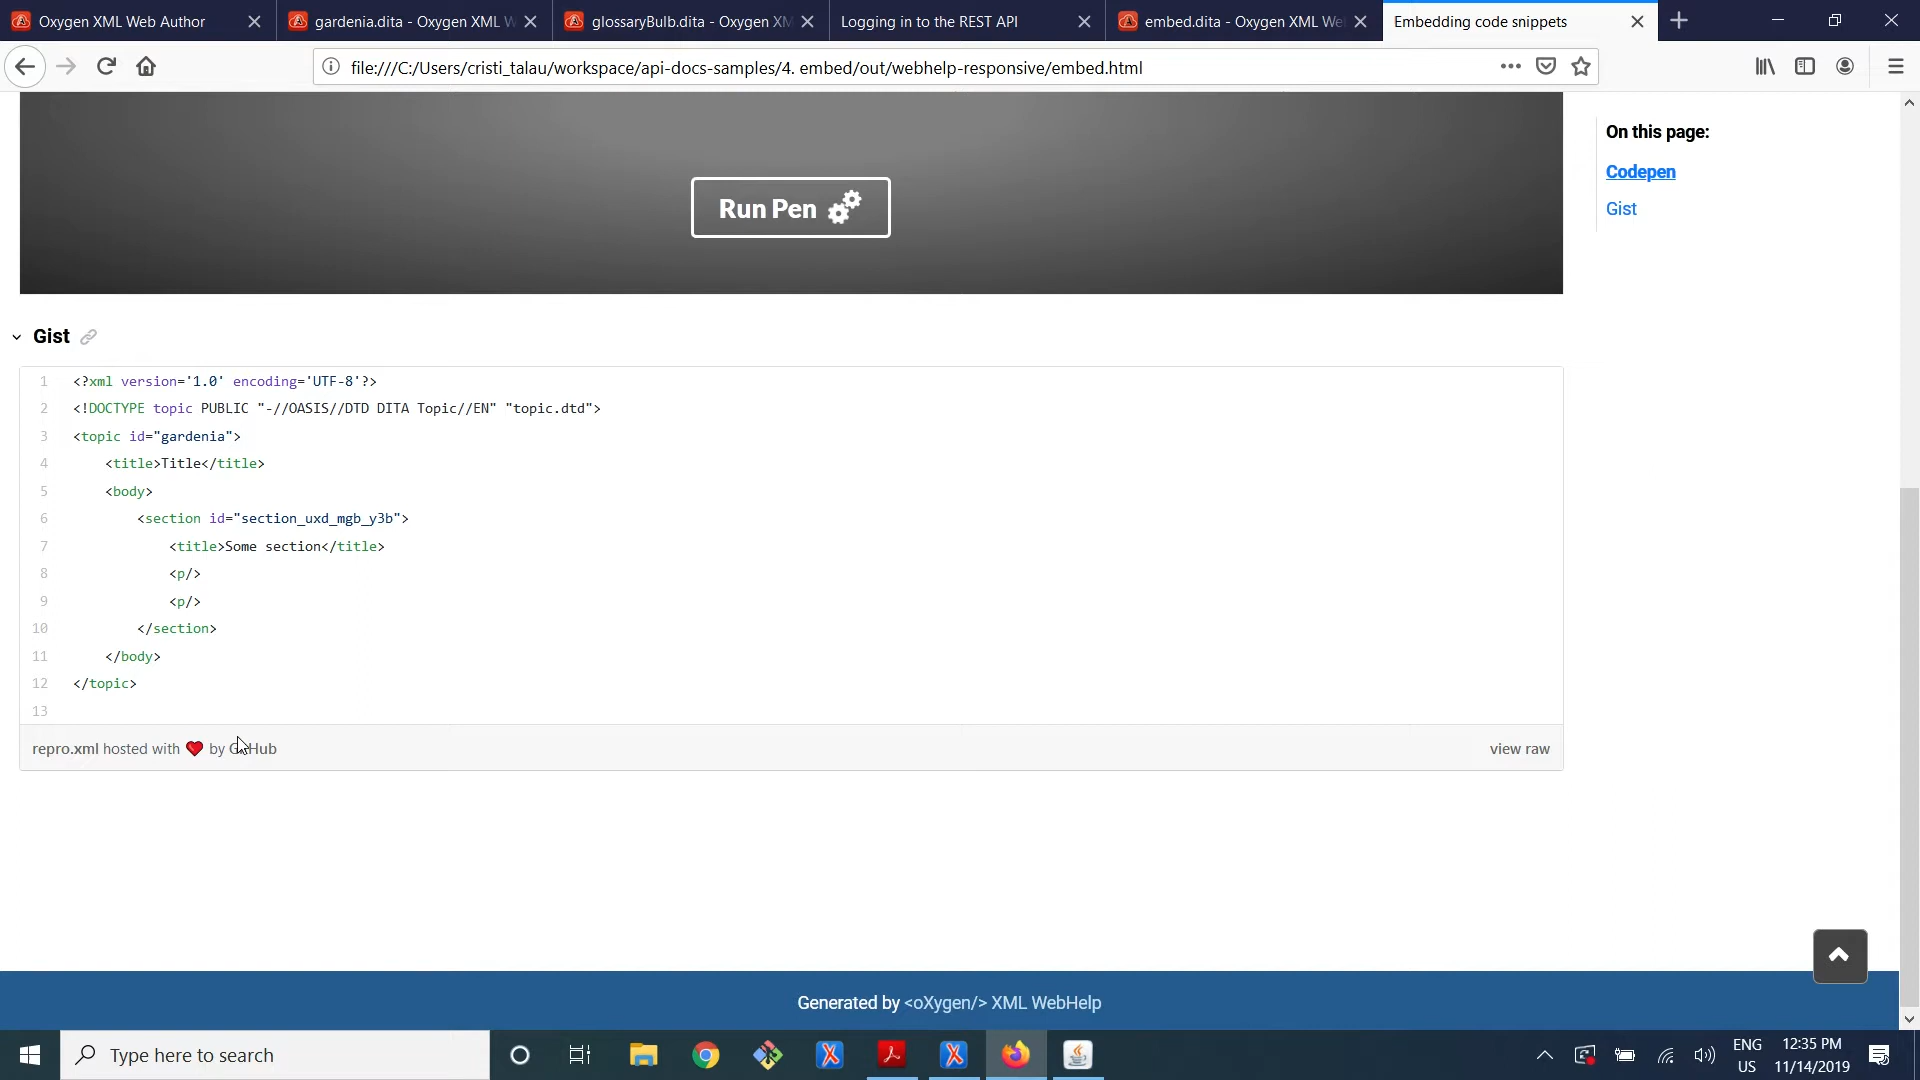 Oxygen XML Web Author
gardenia.dita - Oxygen XML W
glossaryBulb.dita - Oxygen XM
Logging in to the REST API
embed.dita - Oxygen XML We
Embedding code snippets
file:///C:/Users/cristi_talau/workspace/api-docs-samples/4. embed/out/webhelp-responsive/embed.html
On this page:
Codepen
Gist
Run Pen
Gist
1 <?xml version='1.0' encoding='UTF-8'?>
2 <!DOCTYPE topic PUBLIC "-//OASIS//DTD DITA Topic//EN" "topic.dtd">
3 <topic id="gardenia">
4 <title>Title</title>
5 <body>
6 <section id="section_uxd_mgb_y3b">
7 <title>Some section</title>
8 <p/>
9 <p/>
10 </section>
11 </body>
12 </topic>
13
repro.xml hosted with ❤ by GitHub
view raw
Generated by <oXygen/> XML WebHelp
Type here to search
ENG
US
12:35 PM
11/14/2019